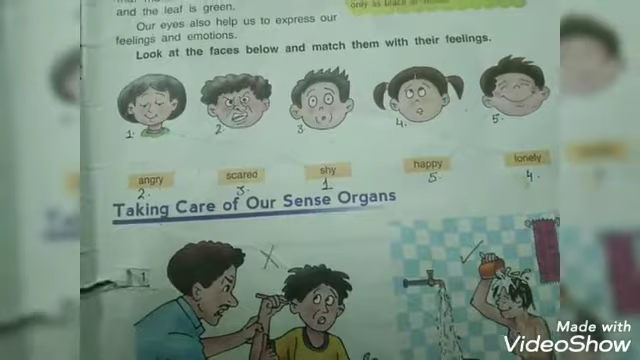 and the leaf is green.
Our eyes also help us to express our
feelings and emotions.
Look at the faces below and match them with their feelings.
1. 2. 3. 4. 5.
angry scared shy happy lonely
2. 3. 1 5. 4.
Taking Care of Our Sense Organs
1
Made with
VideoShow